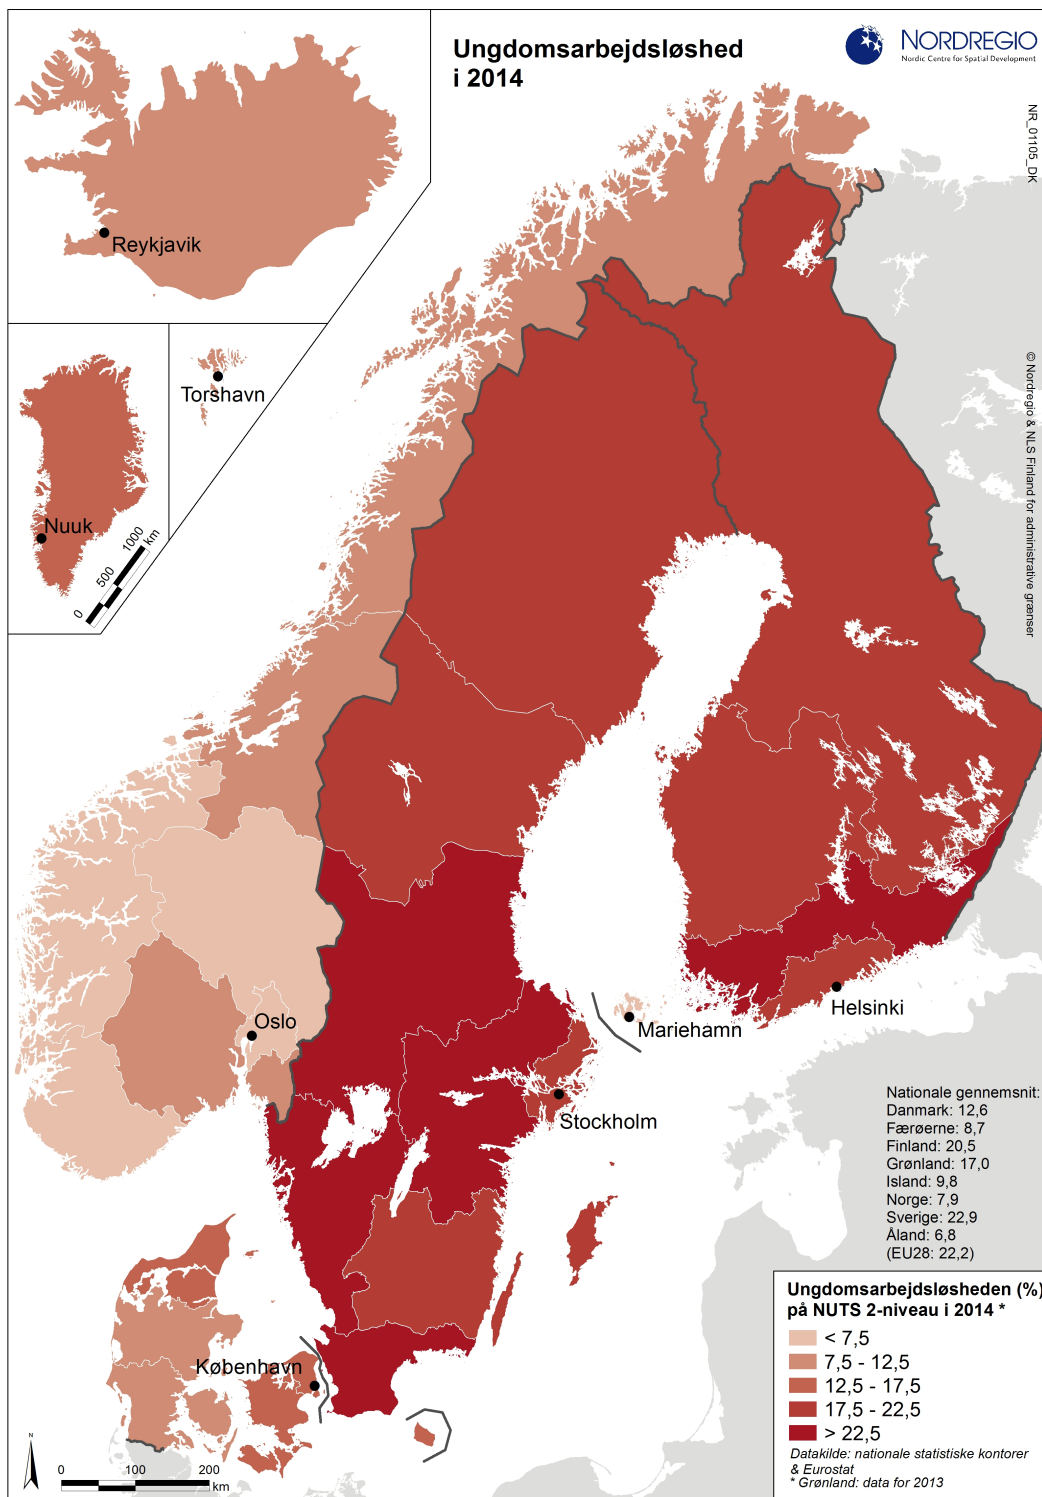 Ungdomsarbejdsløshed
i 2014
NORDREGIO
Nordic Centre for Spatial Development
NR_01105_DK
Reykjavik
Torshavn
Nuuk
0 500 1000
km
© Nordregio & NLS Finland for administrative grænser
Oslo
Mariehamn
Helsinki
Stockholm
København
Nationale gennemsnit:
Danmark: 12,6
Færøerne: 8,7
Finland: 20,5
Grønland: 17,0
Island: 9,8
Norge: 7,9
Sverige: 22,9
Åland: 6,8
(EU28: 22,2)
Ungdomsarbejdsløsheden (%)
på NUTS 2-niveau i 2014 *
< 7,5
7,5 - 12,5
12,5 - 17,5
17,5 - 22,5
> 22,5
Datakilde: nationale statistiske kontorer
& Eurostat
* Grønland: data for 2013
N
0 100 200
km